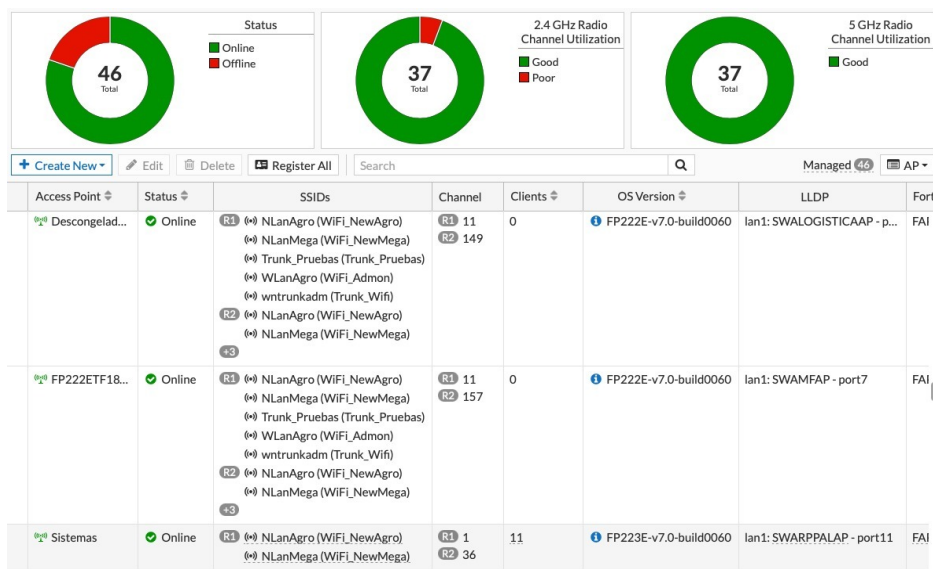 Status
Online
Offline
46
Total
2.4 GHz Radio
Channel Utilization
Good
Poor
37
Total
5 GHz Radio
Channel Utilization
Good
37
Total
+ Create New Edit Delete Register All Search Managed 46 AP
Access Point Status SSIDs Channel Clients OS Version LLDP Fort
Descongelad... Online R1 NLanAgro (WiFi_NewAgro) R1 11 0 FP222E-v7.0-build0060 lan1: SWALOGISTICAAP - p...
NLanMega (WiFi_NewMega) R2 149
Trunk_Pruebas (Trunk_Pruebas)
WLanAgro (WiFi_Admon)
wntrunkadm (Trunk_Wifi)
R2 NLanAgro (WiFi_NewAgro)
NLanMega (WiFi_NewMega)
+3
FP222ETF18... Online R1 NLanAgro (WiFi_NewAgro) R1 11 0 FP222E-v7.0-build0060 lan1: SWAMFAP - port7
NLanMega (WiFi_NewMega) R2 157
Trunk_Pruebas (Trunk_Pruebas)
WLanAgro (WiFi_Admon)
wntrunkadm (Trunk_Wifi)
R2 NLanAgro (WiFi_NewAgro)
NLanMega (WiFi_NewMega)
+3
Sistemas Online R1 NLanAgro (WiFi_NewAgro) R1 1 11 FP223E-v7.0-build0060 lan1: SWARPPALAP - port11
NLanMega (WiFi_NewMega) R2 36